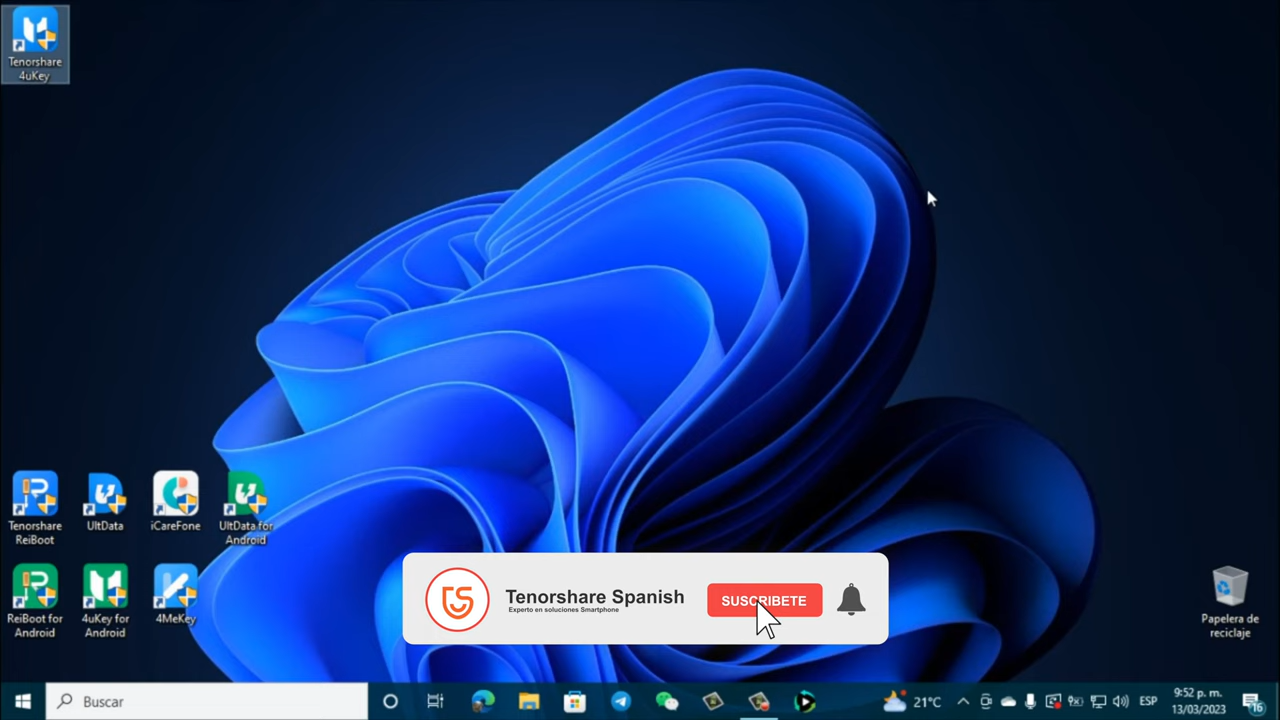 Tenorshare
4uKey
Tenorshare
ReiBoot
UltData
iCareFone
UltData for
Android
ReiBoot for
Android
4uKey for
Android
4MeKey
Tenorshare Spanish
Experto en soluciones Smartphone
SUSCRIBETE
Papelera de
reciclaje
Buscar
21°C
ESP
9:52 p. m.
13/03/2023
16